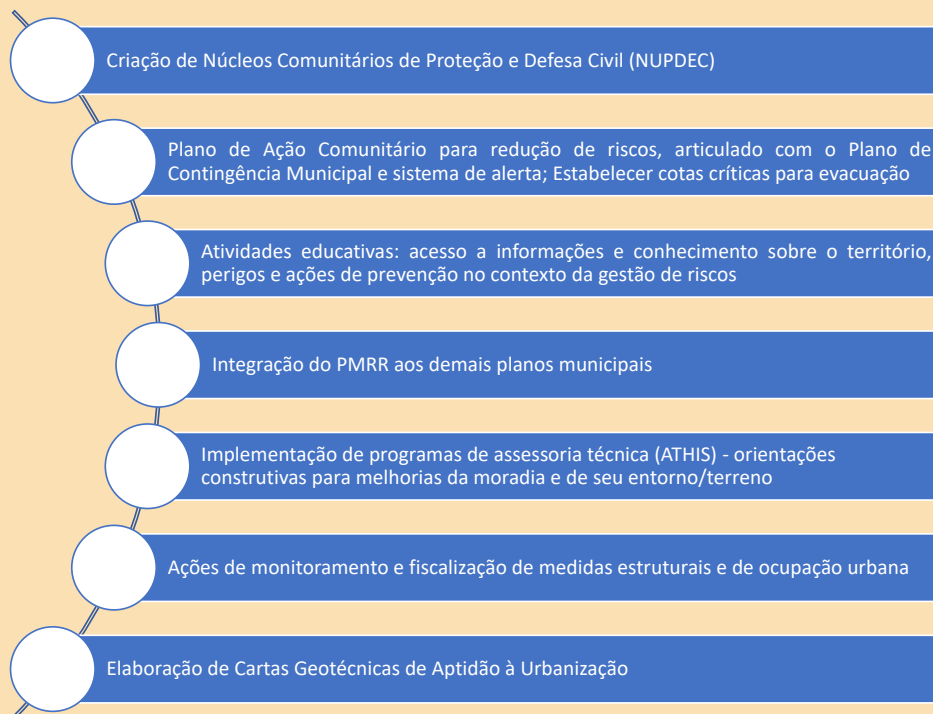 Criação de Núcleos Comunitários de Proteção e Defesa Civil (NUPDEC)
Plano de Ação Comunitário para redução de riscos, articulado com o Plano de
Contingência Municipal e sistema de alerta; Estabelecer cotas críticas para evacuação
Atividades educativas: acesso a informações e conhecimento sobre o território,
perigos e ações de prevenção no contexto da gestão de riscos
Integração do PMRR aos demais planos municipais
Implementação de programas de assessoria técnica (ATHIS) - orientações
construtivas para melhorias da moradia e de seu entorno/terreno
Ações de monitoramento e fiscalização de medidas estruturais e de ocupação urbana
Elaboração de Cartas Geotécnicas de Aptidão à Urbanização